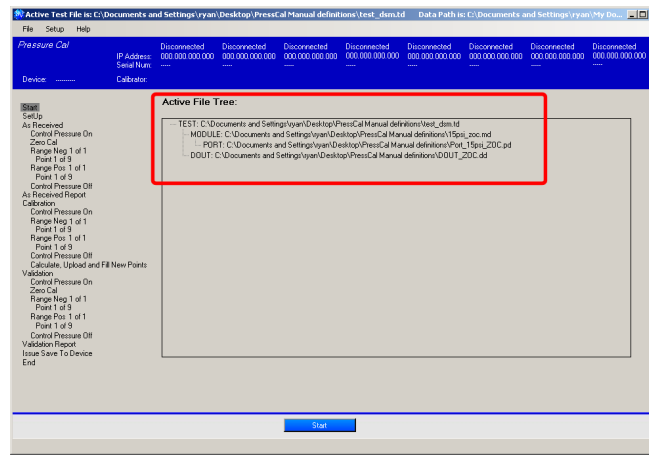 Active Test File is: C:\Documents and Settings\ryan\Desktop\PressCal Manual definitions\test_dsm.td Data Path is: C:\Documents and Settings\ryan\My Do...
File Setup Help
Pressure Cal
Disconnected Disconnected Disconnected Disconnected Disconnected Disconnected Disconnected Disconnected
IP Address: 000.000.000.000 000.000.000.000 000.000.000.000 000.000.000.000 000.000.000.000 000.000.000.000 000.000.000.000 000.000.000.000
Serial Num: ----- ----- ----- ----- ----- ----- ----- -----
Device: .......... Calibrator:
Active File Tree:
TEST: C:\Documents and Settings\ryan\Desktop\PressCal Manual definitions\test_dsm.td
MODULE: C:\Documents and Settings\ryan\Desktop\PressCal Manual definitions\15psi_zoc.md
PORT: C:\Documents and Settings\ryan\Desktop\PressCal Manual definitions\Port_15psi_ZOC.pd
DOUT: C:\Documents and Settings\ryan\Desktop\PressCal Manual definitions\DOUT_ZOC.dd
Start
SetUp
As Received
Control Pressure On
Zero Cal
Range Neg 1 of 1
Point 1 of 9
Range Pos 1 of 1
Point 1 of 9
Control Pressure Off
As Received Report
Calibration
Control Pressure On
Range Neg 1 of 1
Point 1 of 9
Range Pos 1 of 1
Point 1 of 9
Control Pressure Off
Calculate, Upload and Fill New Points
Validation
Control Pressure On
Zero Cal
Range Neg 1 of 1
Point 1 of 9
Range Pos 1 of 1
Point 1 of 9
Control Pressure Off
Validation Report
Issue Save To Device
End
Start